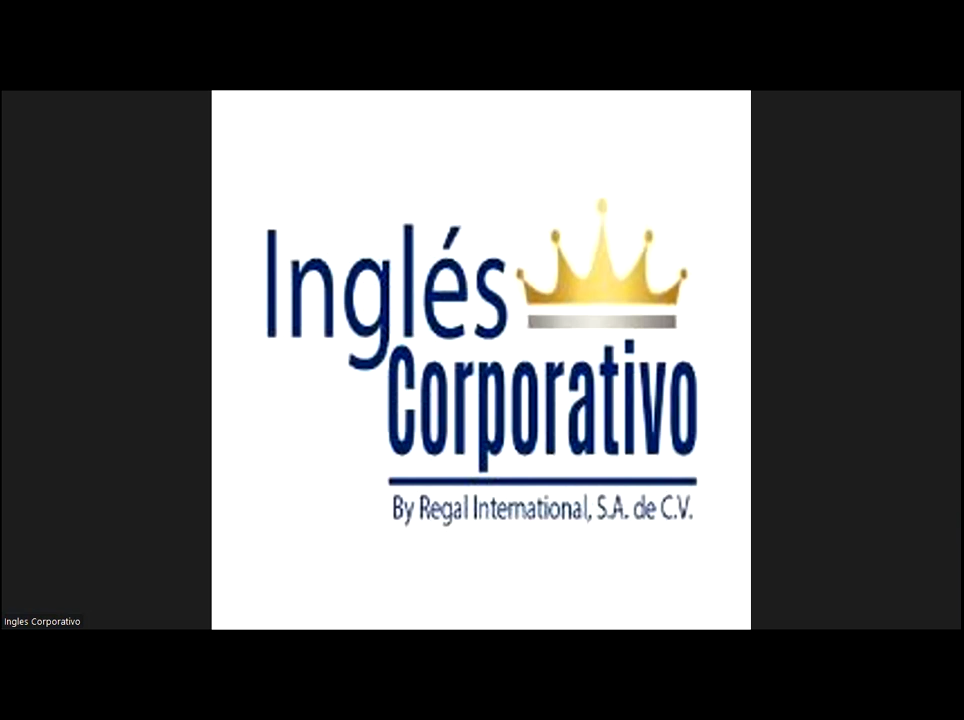 Inglés
Corporativo
By Regal International, S.A. de C.V.
Ingles Corporativo